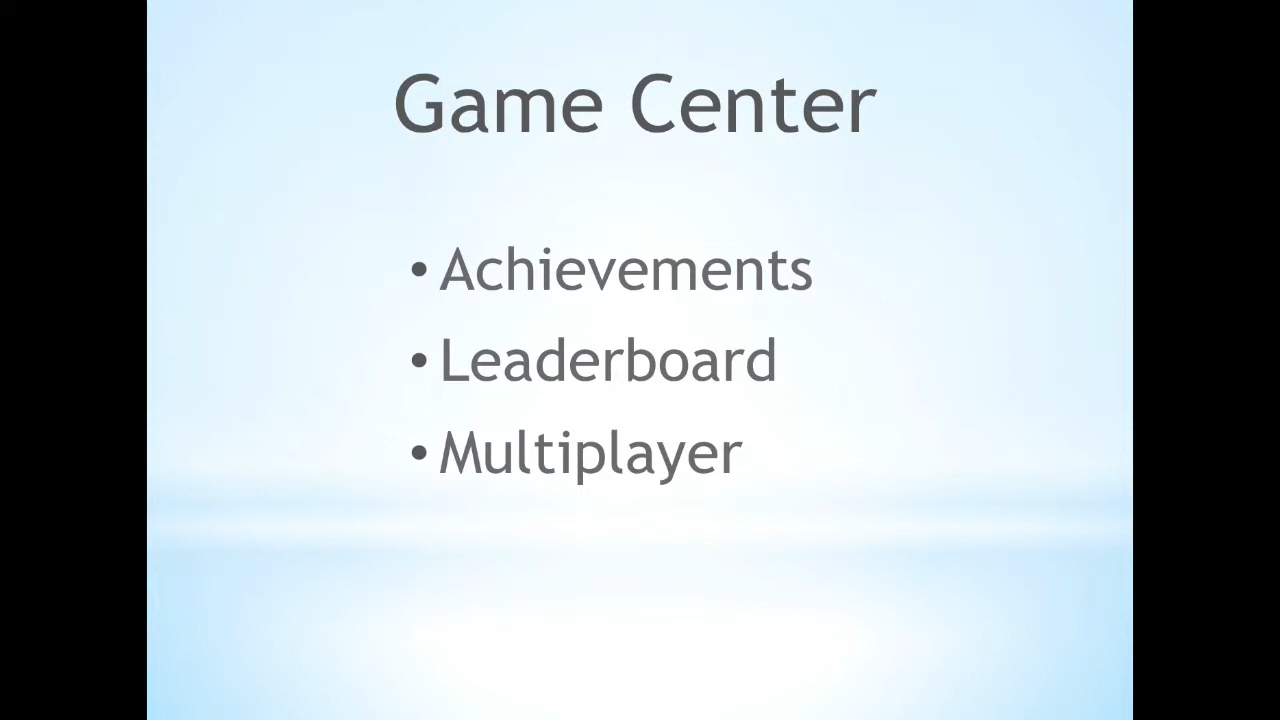 Game Center
• Achievements
• Leaderboard
• Multiplayer